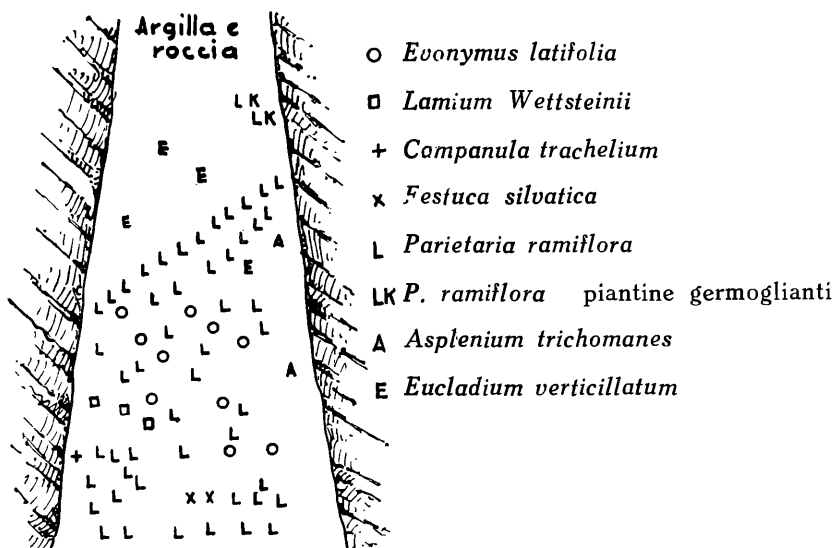 Argilla e
roccia
Evonymus latifolia
Lamium Wettsteinii
+ Campanula trachelium
x Festuca silvatica
L Parietaria ramiflora
LK P. ramiflora piantine germoglianti
A Asplenium trichomanes
E Eucladium verticillatum